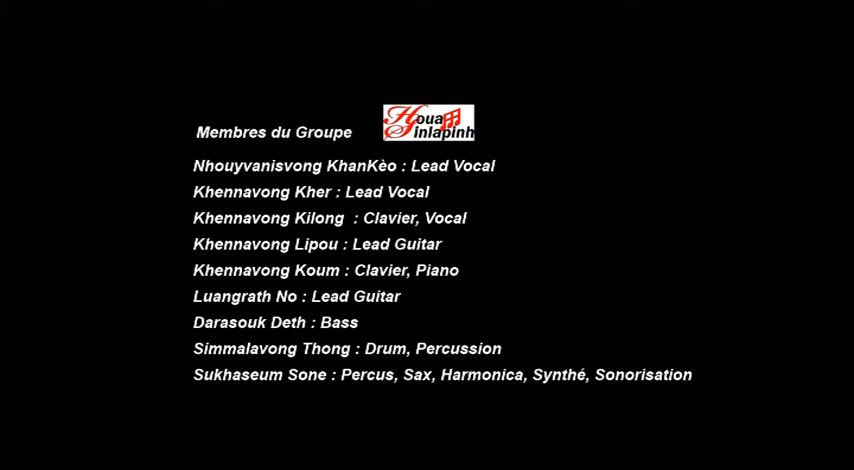 Membres du Groupe
Houa
Sinlapinh
Nhouyvanisvong KhanKèo : Lead Vocal
Khennavong Kher : Lead Vocal
Khennavong Kilong  : Clavier, Vocal
Khennavong Lipou : Lead Guitar
Khennavong Koum : Clavier, Piano
Luangrath No : Lead Guitar
Darasouk Deth : Bass
Simmalavong Thong : Drum, Percussion
Sukhaseum Sone : Percus, Sax, Harmonica, Synthé, Sonorisation